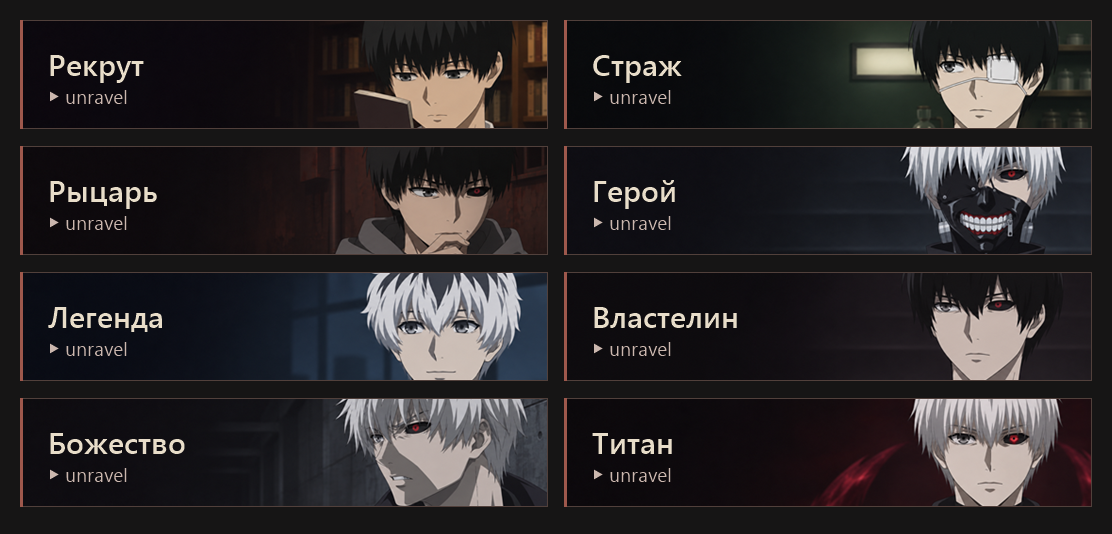 Рекрут
unravel
Страж
unravel
Рыцарь
unravel
Герой
unravel
Легенда
unravel
Властелин
unravel
Божество
unravel
Титан
unravel